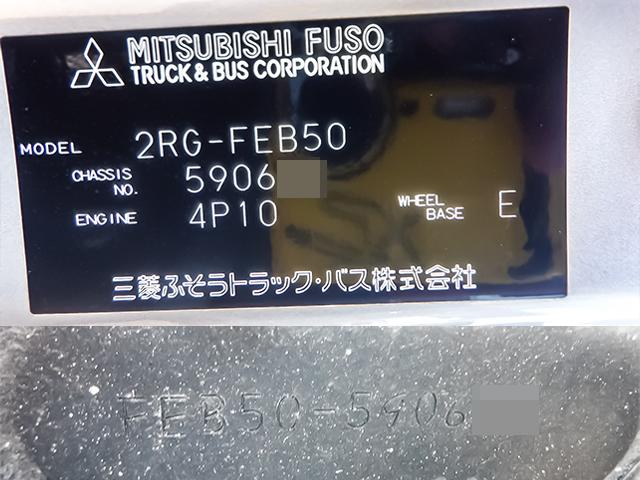 MITSUBISHI FUSO
TRUCK & BUS CORPORATION
MODEL 2RG-FEB50
CHASSIS NO. 5906
ENGINE 4P10 WHEEL BASE E
三菱ふそうトラック・バス株式会社
FEB50-5906